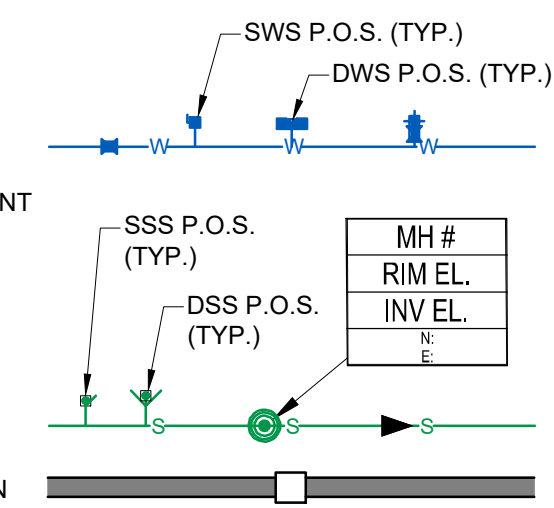 SWS P.O.S. (TYP.)
DWS P.O.S. (TYP.)
W W W
NT
SSS P.O.S.
(TYP.)
DSS P.O.S.
(TYP.)
MH #
RIM EL.
INV EL.
N:
E:
S S S
N